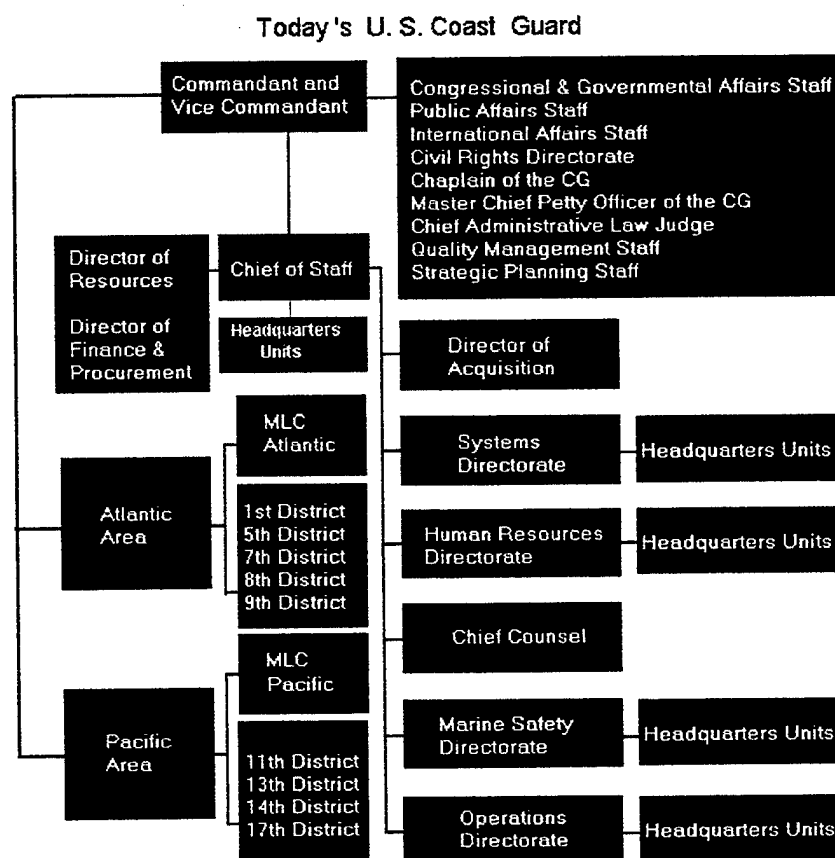 Today's U. S. Coast Guard
Commandant and
Vice Commandant
Congressional & Governmental Affairs Staff
Public Affairs Staff
International Affairs Staff
Civil Rights Directorate
Chaplain of the CG
Master Chief Petty Officer of the CG
Chief Administrative Law Judge
Quality Management Staff
Strategic Planning Staff
Director of
Resources
Director of
Finance &
Procurement
Chief of Staff
Headquarters
Units
Director of
Acquisition
MLC
Atlantic
Systems
Directorate
Headquarters Units
Atlantic
Area
1st District
5th District
7th District
8th District
9th District
Human Resources
Directorate
Headquarters Units
Chief Counsel
MLC
Pacific
Pacific
Area
11th District
13th District
14th District
17th District
Marine Safety
Directorate
Headquarters Units
Operations
Directorate
Headquarters Units